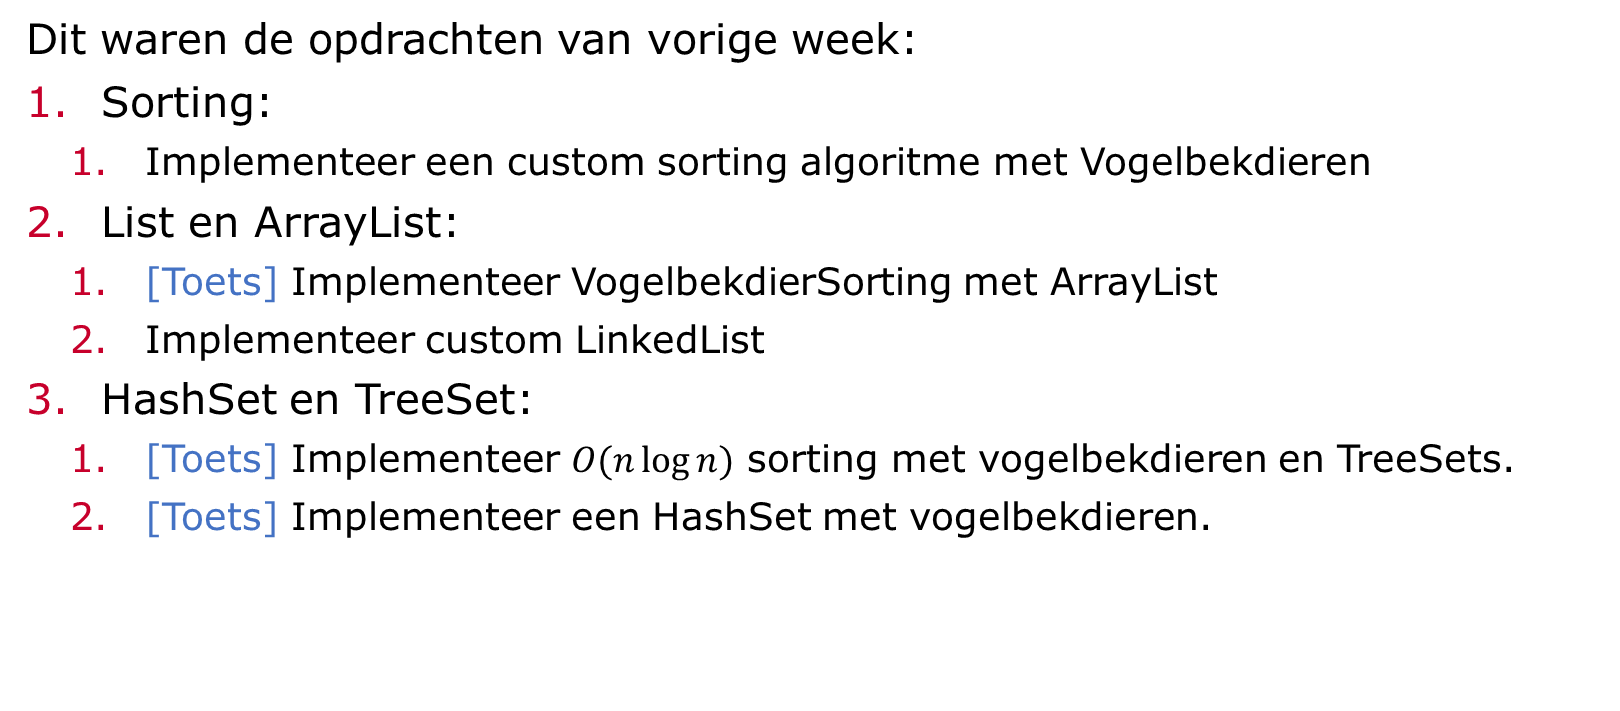 Dit waren de opdrachten van vorige week:
1. Sorting:
1. Implementeer een custom sorting algoritme met Vogelbekdieren
2. List en ArrayList:
1. [Toets] Implementeer VogelbekdierSorting met ArrayList
2. Implementeer custom LinkedList
3. HashSet en TreeSet:
1. [Toets] Implementeer O(n log n) sorting met vogelbekdieren en TreeSets.
2. [Toets] Implementeer een HashSet met vogelbekdieren.